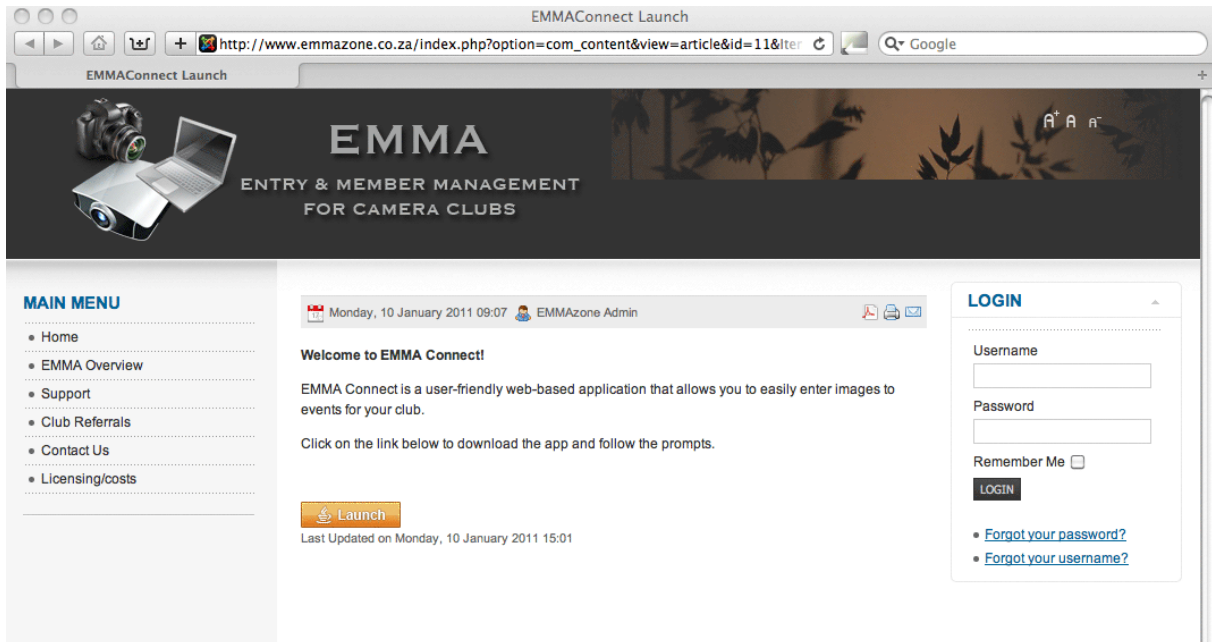 EMMAConnect Launch
http://www.emmazone.co.za/index.php?option=com_content&view=article&id=11&Iter
Google
EMMAConnect Launch
EMMA
ENTRY & MEMBER MANAGEMENT
FOR CAMERA CLUBS
A+ A A-
MAIN MENU
Home
EMMA Overview
Support
Club Referrals
Contact Us
Licensing/costs
Monday, 10 January 2011 09:07 EMMAzone Admin
Welcome to EMMA Connect!
EMMA Connect is a user-friendly web-based application that allows you to easily enter images to
events for your club.
Click on the link below to download the app and follow the prompts.
Launch
Last Updated on Monday, 10 January 2011 15:01
LOGIN
Username
Password
Remember Me
LOGIN
Forgot your password?
Forgot your username?